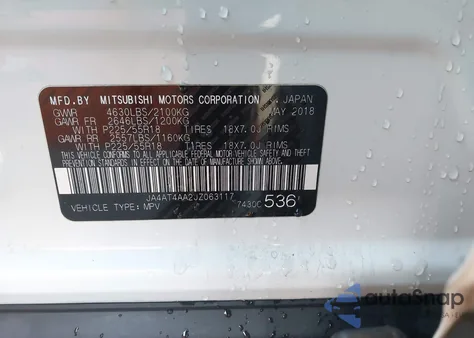 MFD.BY MITSUBISHI MOTORS CORPORATION IN JAPAN
GVWR 4630LBS/2100KG MAY 2018
GAWR FR 2646LBS/1200KG
WITH P225/55R18 TIRES 18X7.0J RIMS
GAWR RR 2557LBS/1160KG
WITH P225/55R18 TIRES 18X7.0J RIMS
THIS VEHICLE CONFORMS TO ALL APPLICABLE FEDERAL MOTOR VEHICLE
SAFETY AND THEFT PREVENTION STANDARDS IN EFFECT ON THE DATE OF
MANUFACTURE SHOWN ABOVE.
JA4AT4AA2JZ063117
VEHICLE TYPE: MPV 7430C 536
autoSnap